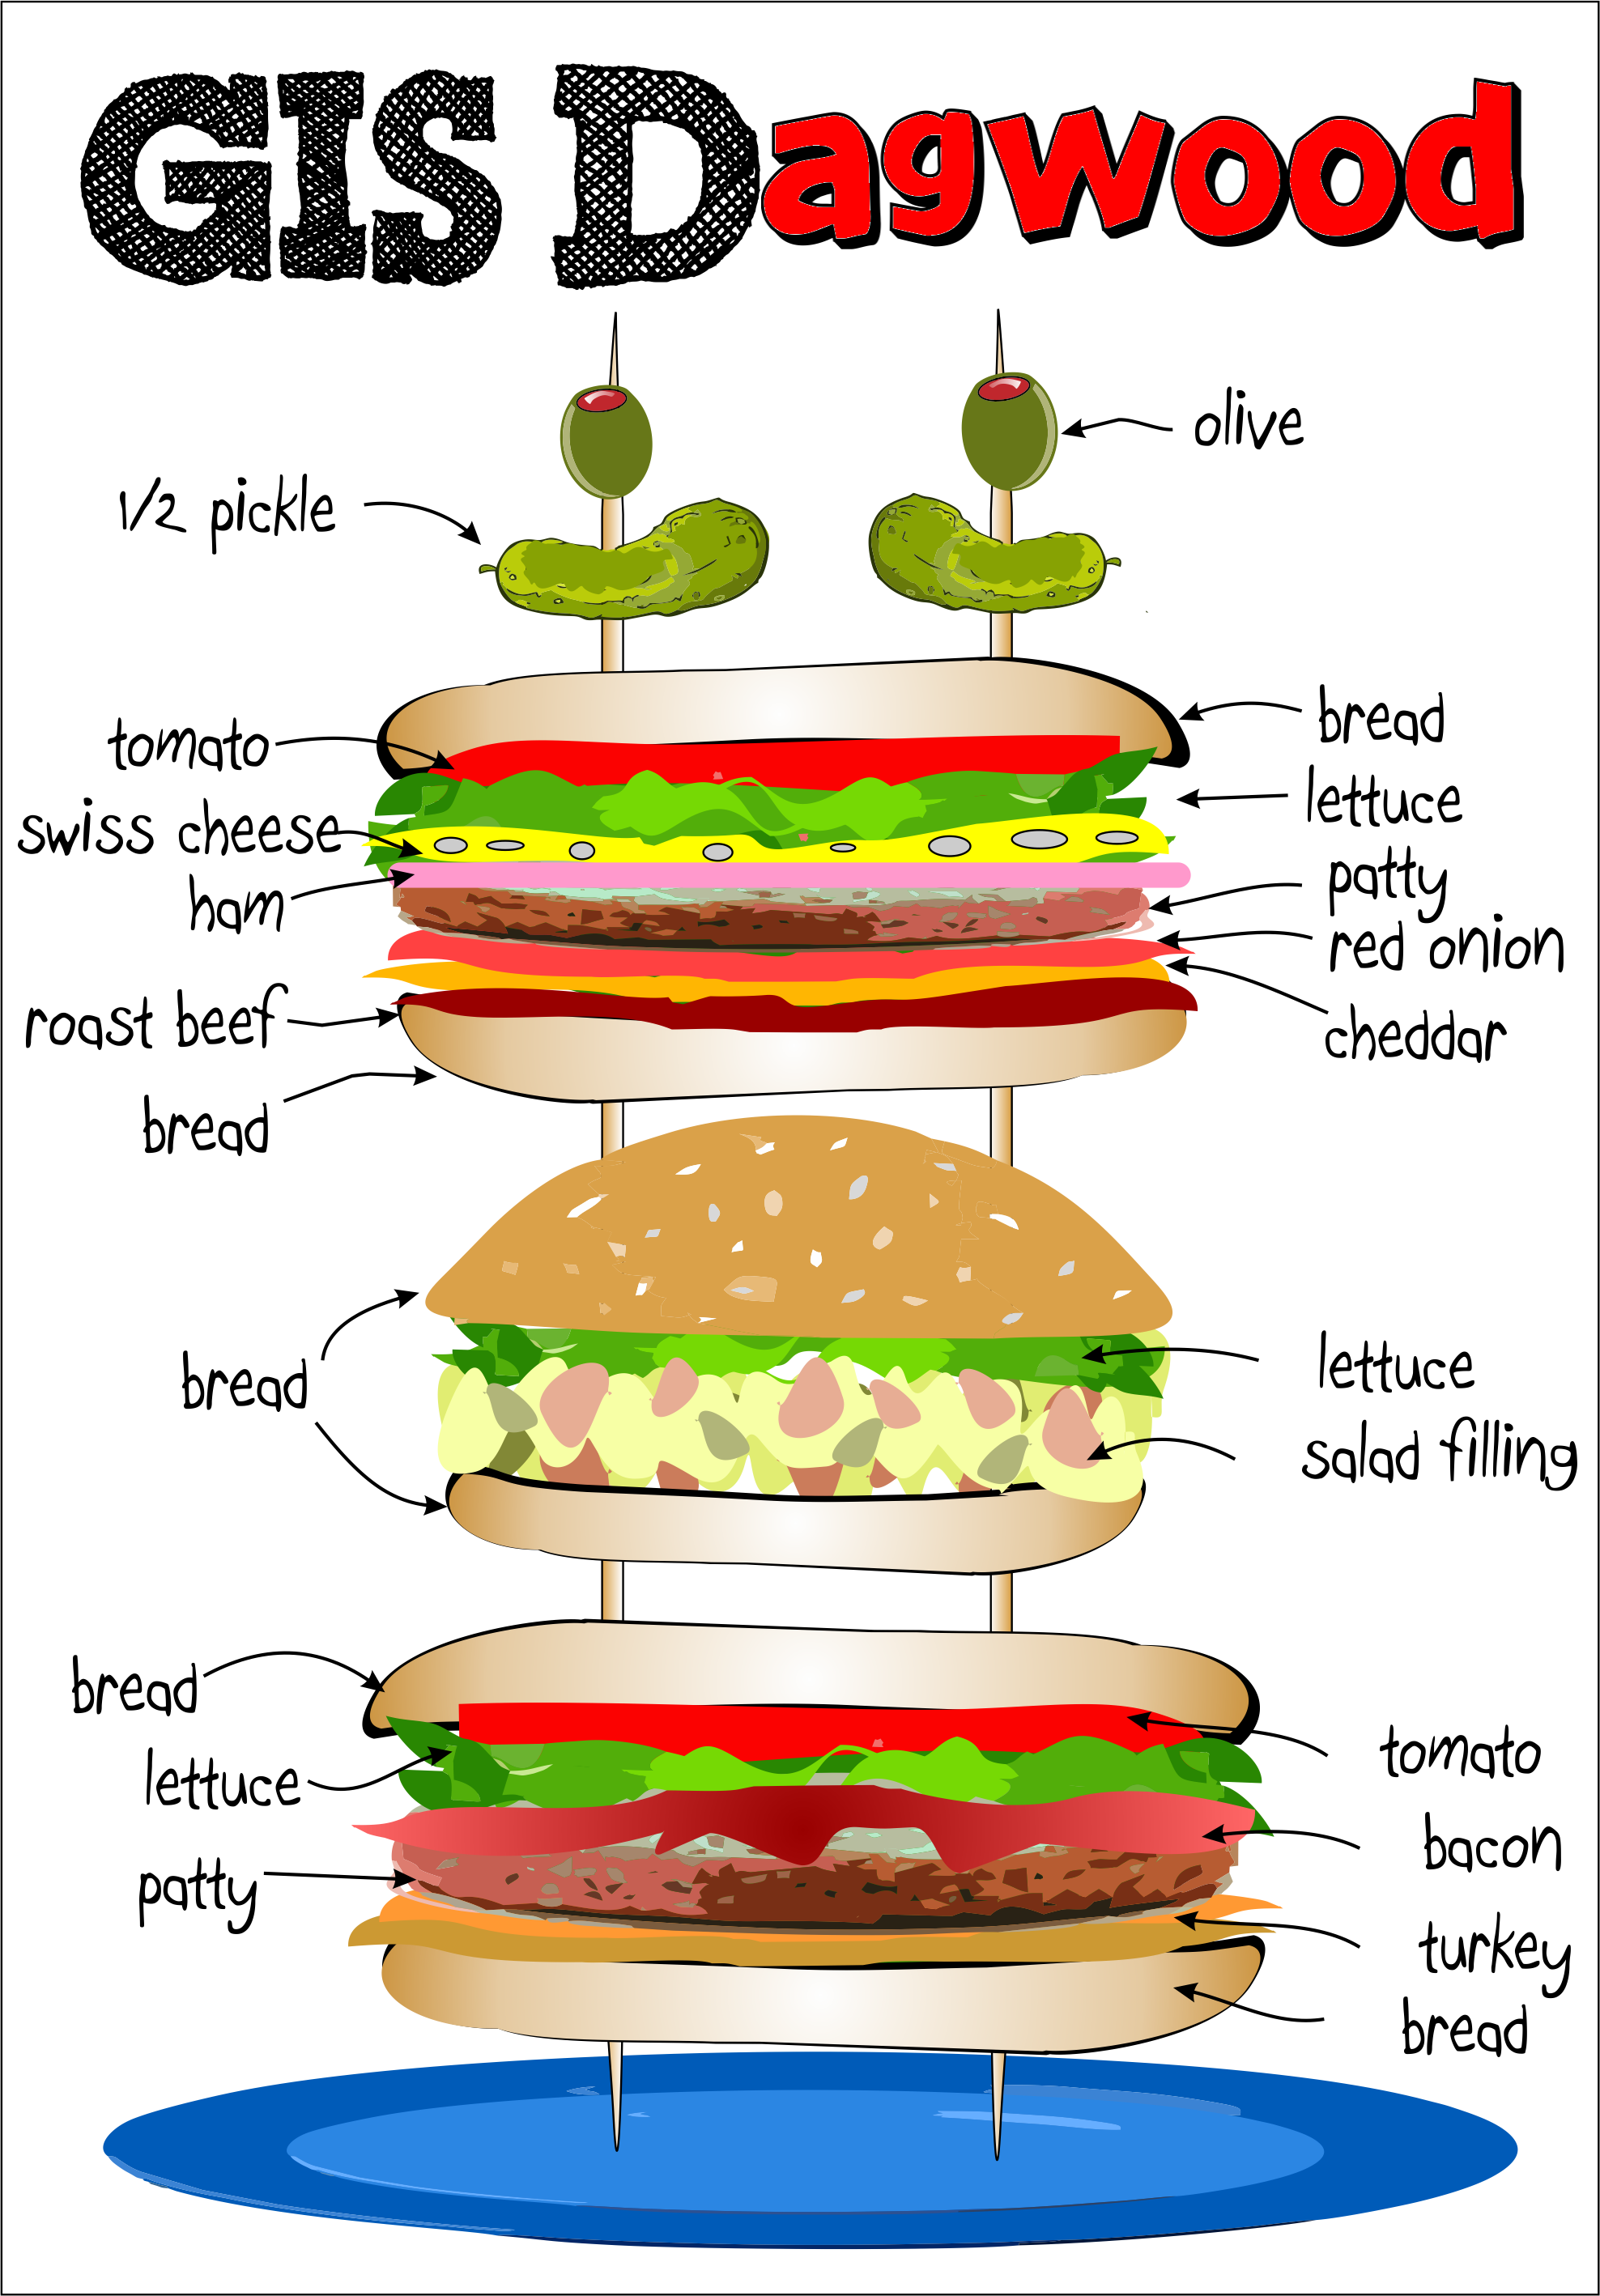 GIS Dagwood
olive
1/2 pickle
bread
tomato
lettuce
swiss cheese
patty
ham
red onion
roast beef
cheddar
bread
lettuce
bread
salad filling
bread
tomato
lettuce
bacon
patty
turkey
bread